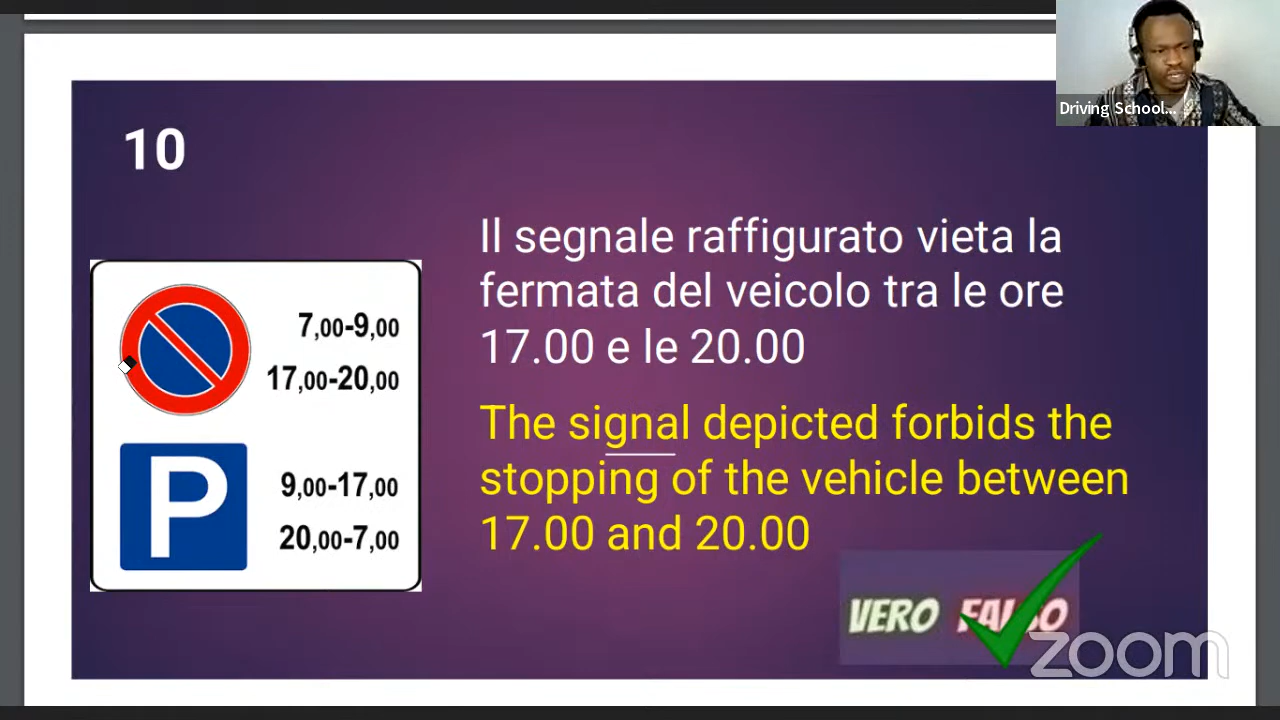 Driving School...
10
Il segnale raffigurato vieta la
fermata del veicolo tra le ore
17.00 e le 20.00
7,00-9,00
17,00-20,00
The signal depicted forbids the
stopping of the vehicle between
17.00 and 20.00
P
9,00-17,00
20,00-7,00
VERO FALSO
zoom